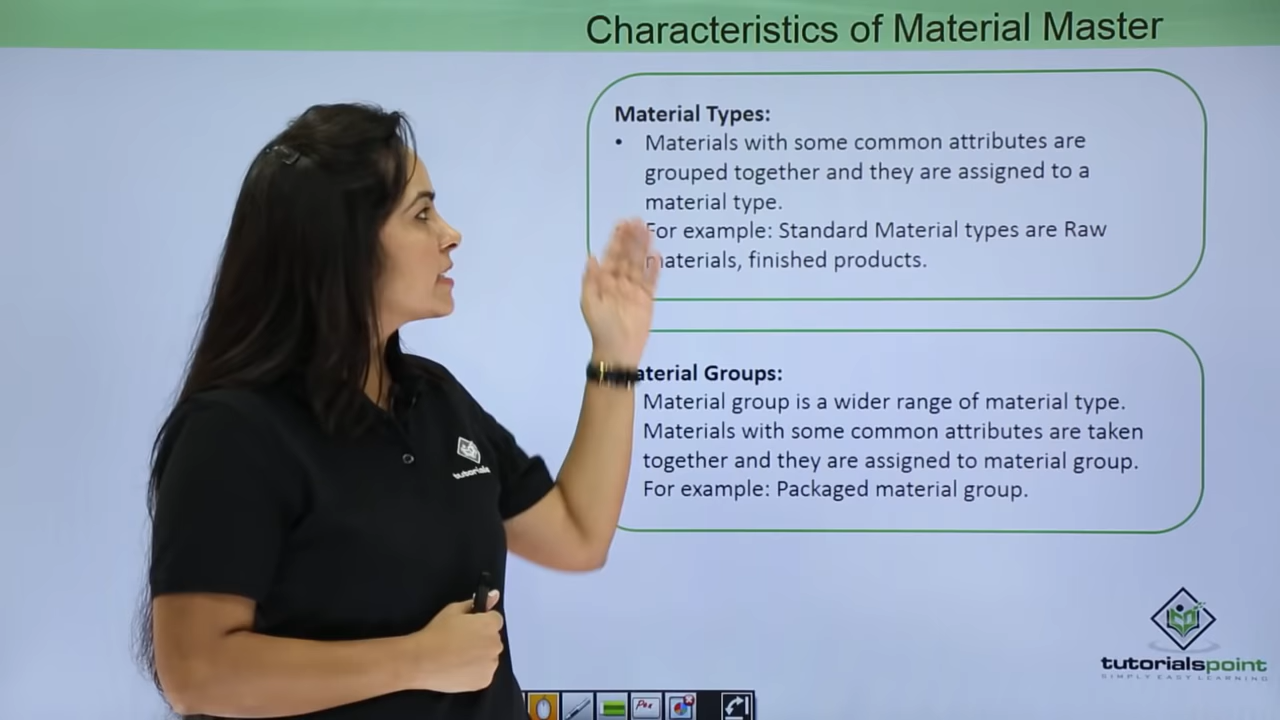 Characteristics of Material Master
Material Types:
• Materials with some common attributes are
grouped together and they are assigned to a
material type.
For example: Standard Material types are Raw
materials, finished products.
Material Groups:
Material group is a wider range of material type.
Materials with some common attributes are taken
together and they are assigned to material group.
For example: Packaged material group.
tutorials
tutorialspoint
SIMPLY EASY LEARNING
Pen